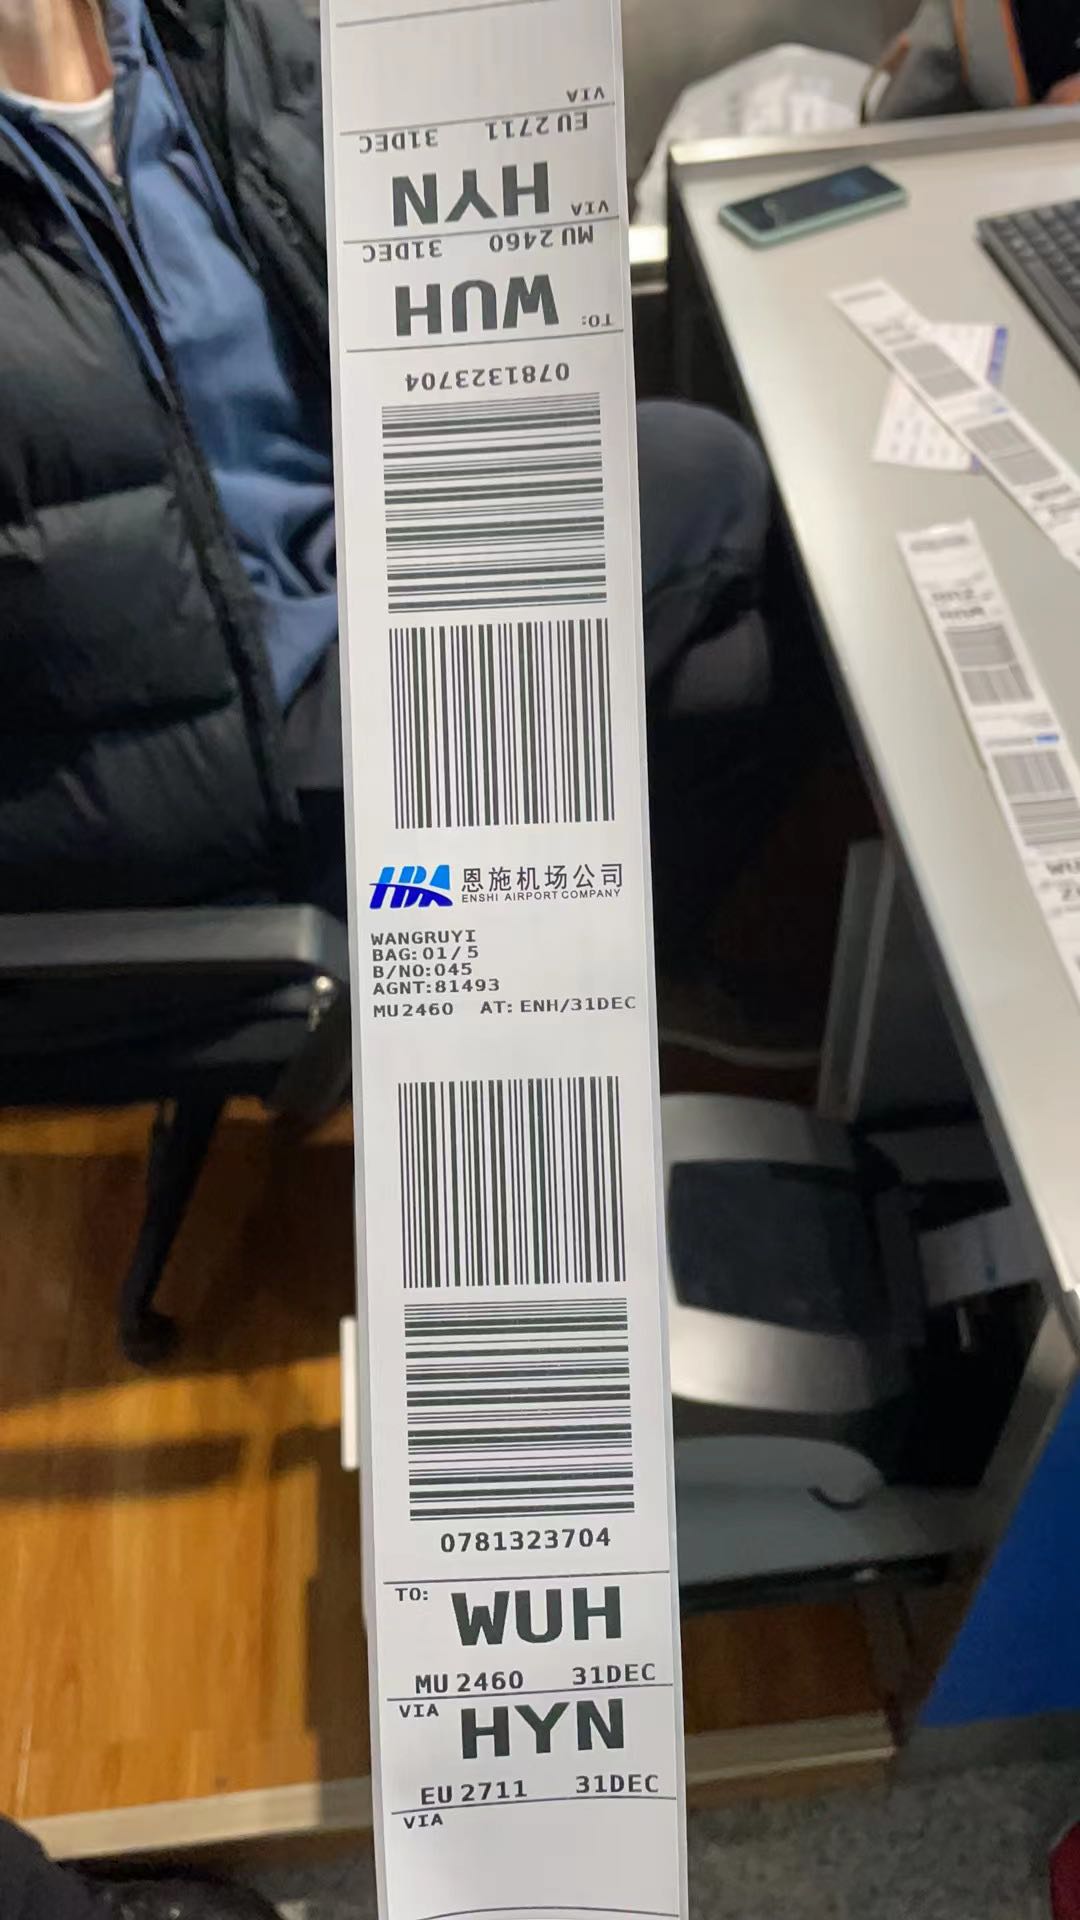 VIA
EU 2711 31DEC
HYN
VIA
MU 2460 31DEC
WUH
TO:
0781323704
恩施机场公司
ENSHI AIRPORT COMPANY
WANGRUYI
BAG: 01/5
B/NO:045
AGNT:81493
MU2460 AT: ENH/31DEC
0781323704
TO: WUH
MU 2460 31DEC
VIA HYN
EU 2711 31DEC
VIA